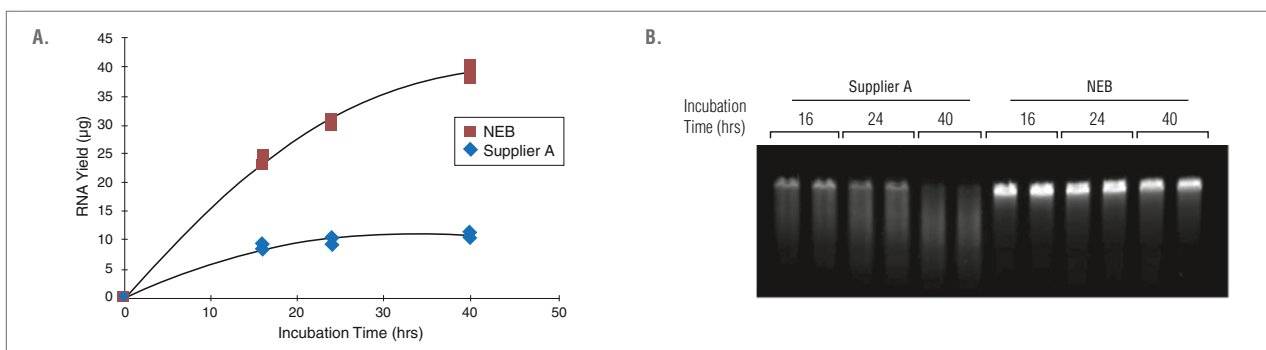 A.
45
40
35
30
25
20
15
10
5
0
RNA Yield (µg)
0 10 20 30 40 50
Incubation Time (hrs)
NEB
Supplier A
B.
Supplier A NEB
Incubation
Time (hrs)
16 24 40 16 24 40